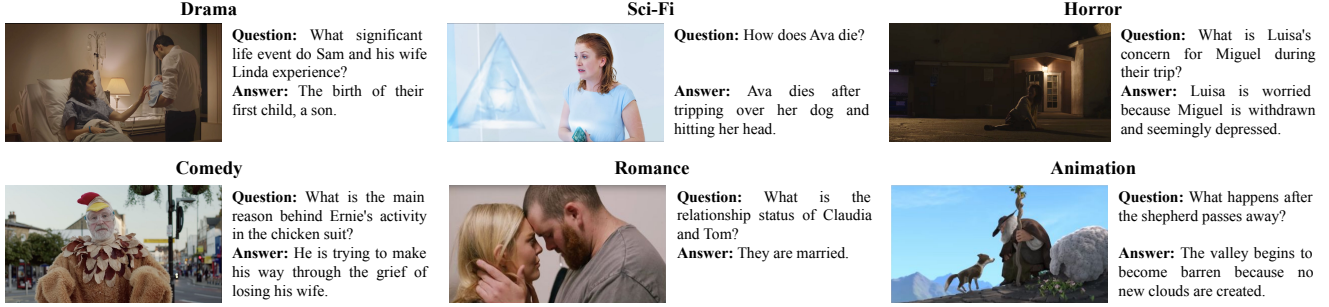 Drama
Question: What significant
life event do Sam and his wife
Linda experience?
Answer: The birth of their
first child, a son.
Sci-Fi
Question: How does Ava die?
Answer: Ava dies after
tripping over her dog and
hitting her head.
Horror
Question: What is Luisa's
concern for Miguel during
their trip?
Answer: Luisa is worried
because Miguel is withdrawn
and seemingly depressed.
Comedy
Question: What is the main
reason behind Ernie's activity
in the chicken suit?
Answer: He is trying to make
his way through the grief of
losing his wife.
Romance
Question: What is the
relationship status of Claudia
and Tom?
Answer: They are married.
Animation
Question: What happens after
the shepherd passes away?
Answer: The valley begins to
become barren because no
new clouds are created.